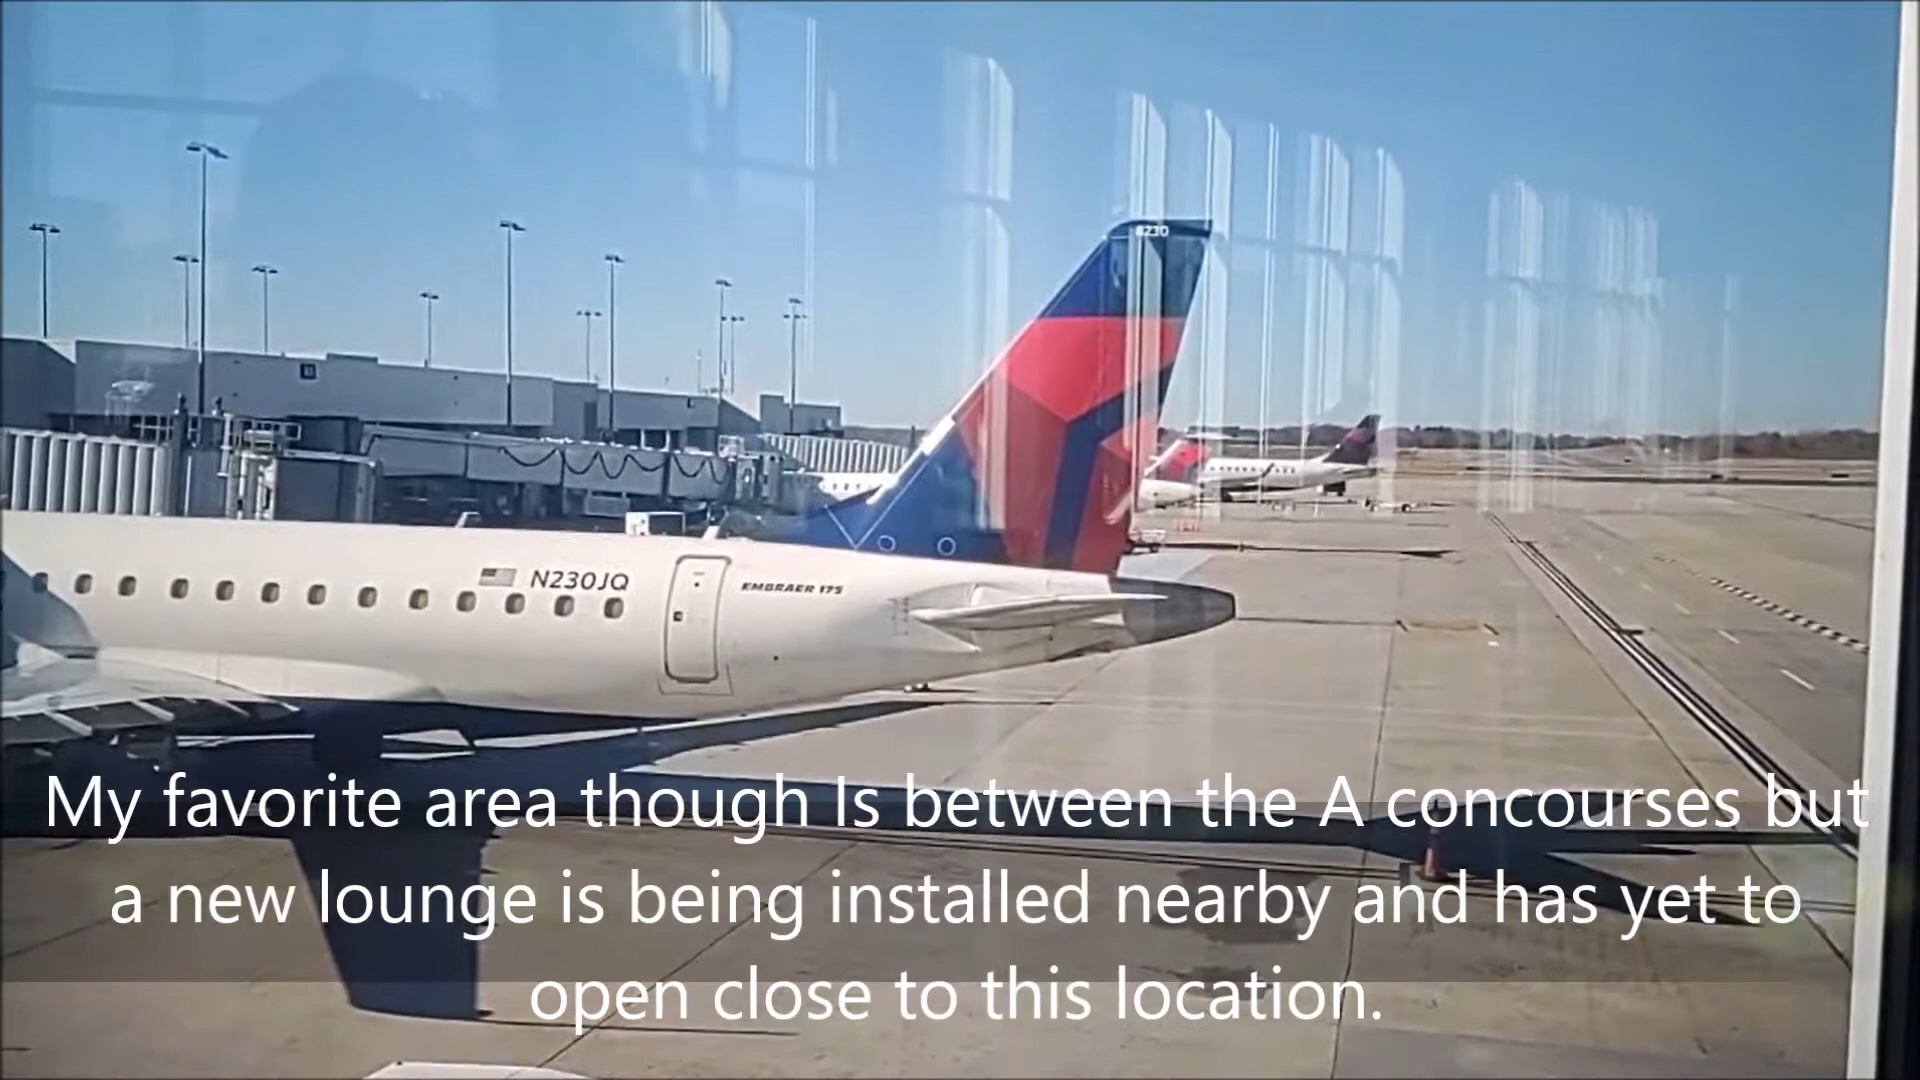 8230
N230JQ
EMBRAER 175
My favorite area though Is between the A concourses but
a new lounge is being installed nearby and has yet to
open close to this location.